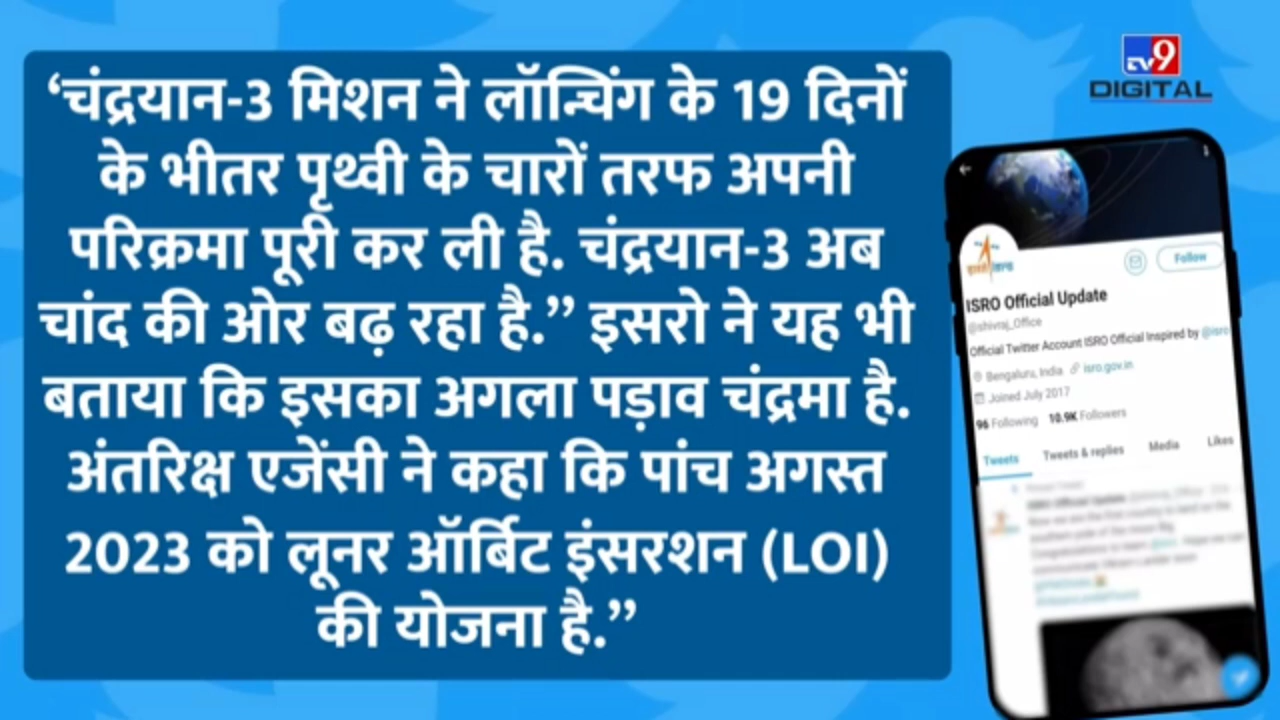 ‘चंद्रयान-3 मिशन ने लॉन्चिंग के 19 दिनों
के भीतर पृथ्वी के चारों तरफ अपनी
परिक्रमा पूरी कर ली है. चंद्रयान-3 अब
चांद की ओर बढ़ रहा है.” इसरो ने यह भी
बताया कि इसका अगला पड़ाव चंद्रमा है.
अंतरिक्ष एजेंसी ने कहा कि पांच अगस्त
2023 को लूनर ऑर्बिट इंसरशन (LOI)
की योजना है.”
TV9
DIGITAL
इसरो isro
Follow
ISRO Official Update
@shivraj_Office
Official Twitter Account ISRO Official Inspired by @isro
Bengaluru, India isro.gov.in
Joined July 2017
96 Following 10.9K Followers
Tweets Tweets & replies Media Likes